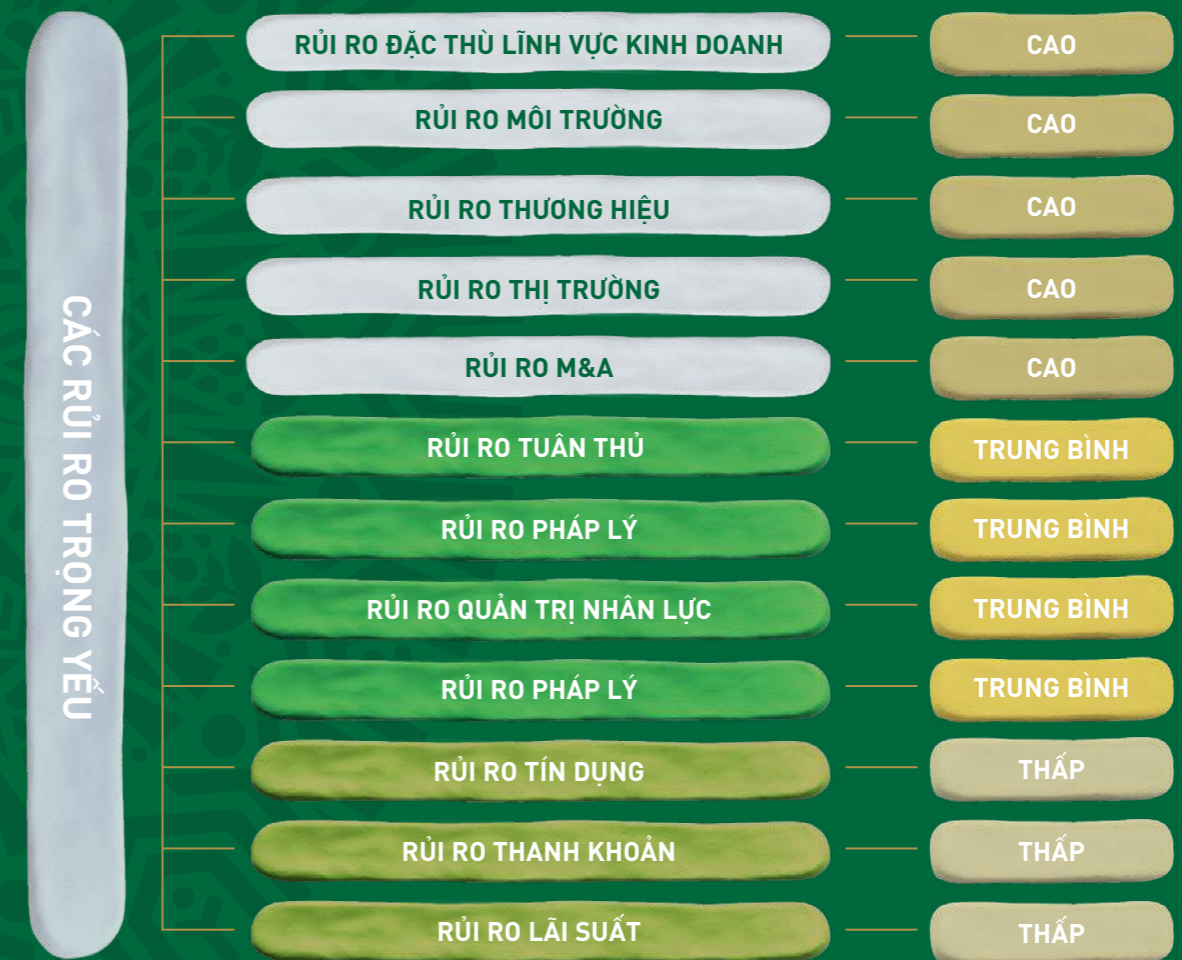 CÁC RỦI RO TRỌNG YẾU
RỦI RO ĐẶC THÙ LĨNH VỰC KINH DOANH
CAO
RỦI RO MÔI TRƯỜNG
CAO
RỦI RO THƯƠNG HIỆU
CAO
RỦI RO THỊ TRƯỜNG
CAO
RỦI RO M&A
CAO
RỦI RO TUÂN THỦ
TRUNG BÌNH
RỦI RO PHÁP LÝ
TRUNG BÌNH
RỦI RO QUẢN TRỊ NHÂN LỰC
TRUNG BÌNH
RỦI RO PHÁP LÝ
TRUNG BÌNH
RỦI RO TÍN DỤNG
THẤP
RỦI RO THANH KHOẢN
THẤP
RỦI RO LÃI SUẤT
THẤP